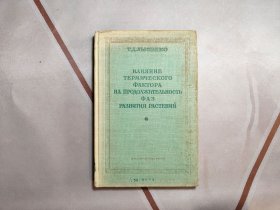 Т.Д.ЛЫСЕНКО
ВЛИЯНИЕ
ТЕРМИЧЕСКОГО
ФАКТОРА
НА ПРОДОЛЖИТЕЛЬНОСТЬ
ФАЗ
РАЗВИТИЯ РАСТЕНИЙ